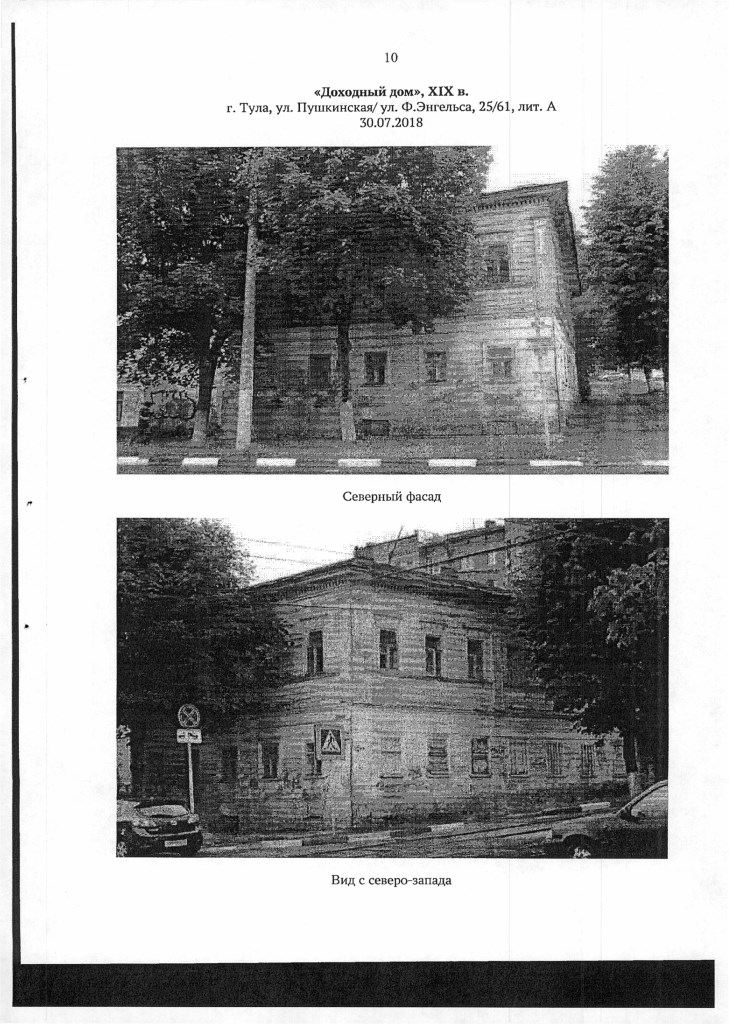 10
«Доходный дом», XIX в.
г. Тула, ул. Пушкинская/ ул. Ф.Энгельса, 25/61, лит. А
30.07.2018
Северный фасад
Вид с северо-запада